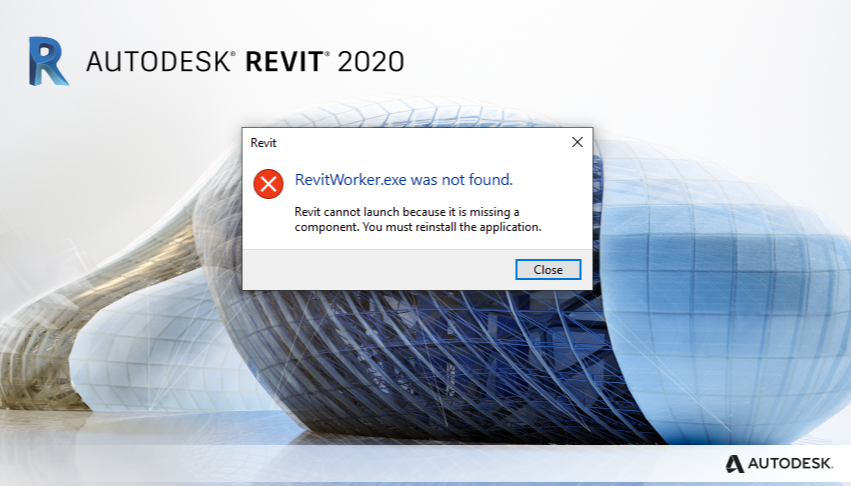 AUTODESK® REVIT® 2020
Revit
RevitWorker.exe was not found.
Revit cannot launch because it is missing a
component. You must reinstall the application.
Close
AUTODESK.